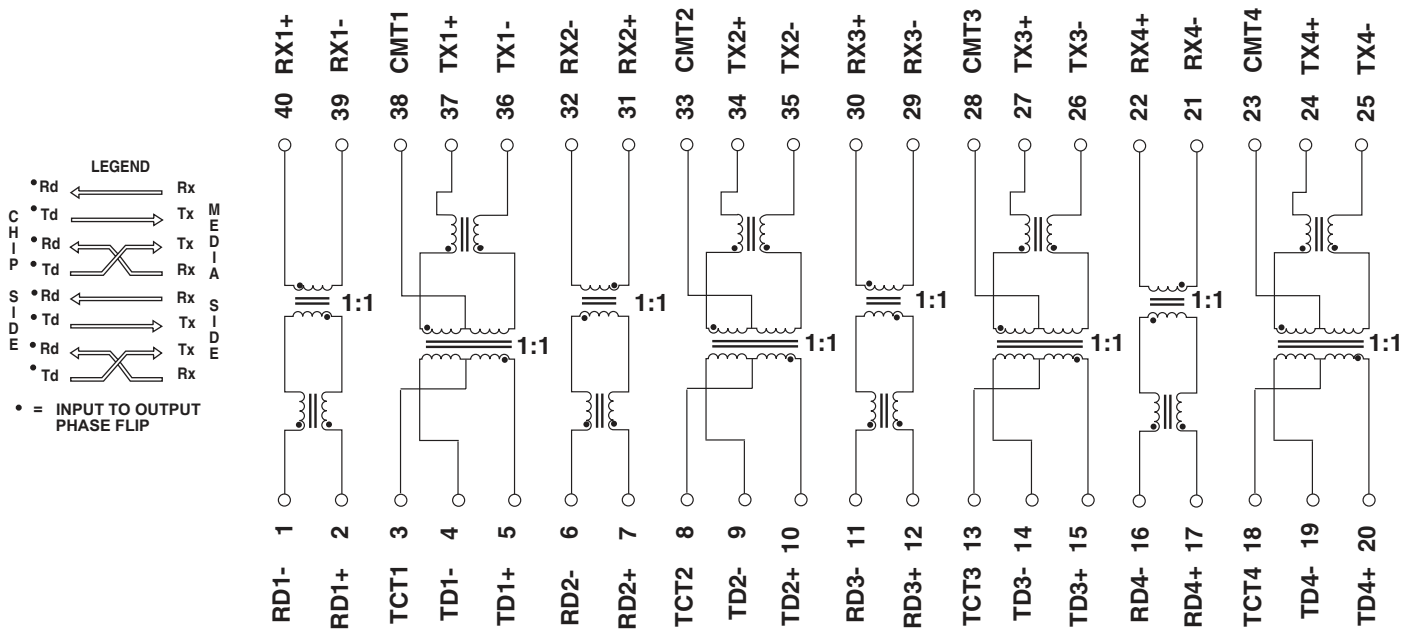 RX1+ RX1- CMT1 TX1+ TX1- RX2- RX2+ CMT2 TX2+ TX2- RX3+ RX3- CMT3 TX3+ TX3- RX4+ RX4- CMT4 TX4+ TX4-
40 39 38 37 36 32 31 33 34 35 30 29 28 27 26 22 21 23 24 25
LEGEND
Rd Rx
Td Tx
Rd Tx
Td Rx
Rd Rx
Td Tx
Rd Tx
Td Rx
CHIP SIDE
MEDIA SIDE
• = INPUT TO OUTPUT
PHASE FLIP
1:1 1:1 1:1 1:1 1:1 1:1 1:1 1:1
1 2 3 4 5 6 7 8 9 10 11 12 13 14 15 16 17 18 19 20
RD1- RD1+ TCT1 TD1- TD1+ RD2- RD2+ TCT2 TD2- TD2+ RD3- RD3+ TCT3 TD3- TD3+ RD4- RD4+ TCT4 TD4- TD4+